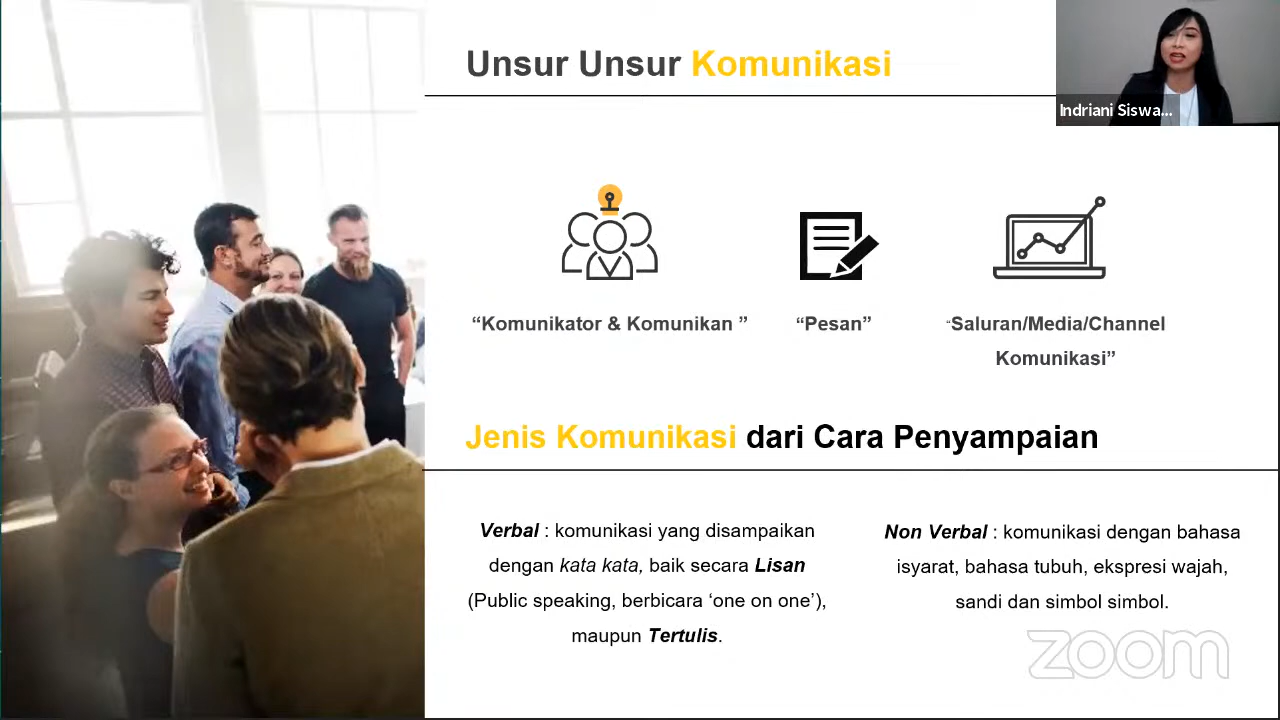 Unsur Unsur Komunikasi
Indriani Siswa...
“Komunikator & Komunikan ”
“Pesan”
“Saluran/Media/Channel
Komunikasi”
Jenis Komunikasi dari Cara Penyampaian
Verbal : komunikasi yang disampaikan
dengan kata kata, baik secara Lisan
(Public speaking, berbicara ‘one on one’),
maupun Tertulis.
Non Verbal : komunikasi dengan bahasa
isyarat, bahasa tubuh, ekspresi wajah,
sandi dan simbol simbol.
zoom